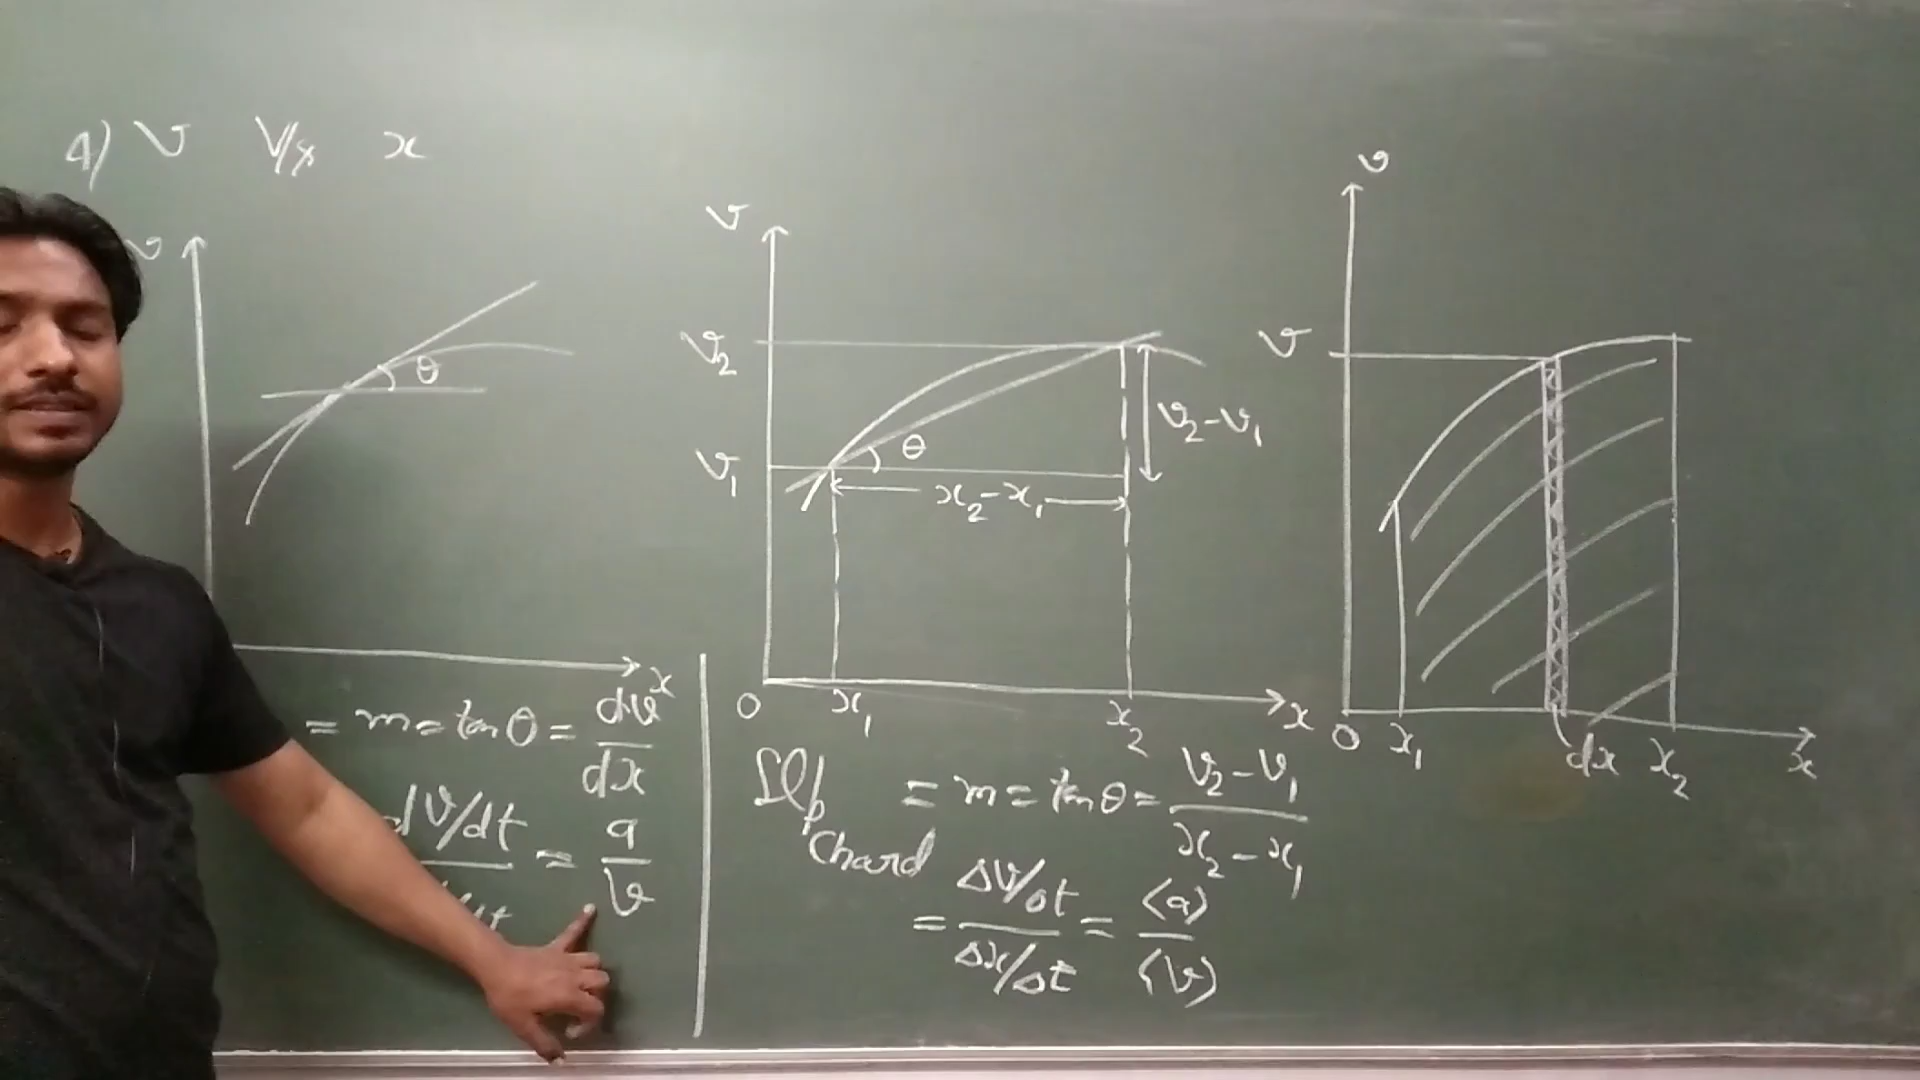 4) v V/s x
v
θ
x
= m = tan θ = dv/dx
dv/dt = a/v
v
v₂
v₁
θ
v₂-v₁
x₂-x₁
0 x₁ x₂ x
Slp chord = m = tan θ = v₂-v₁/x₂-x₁
= Δv/Δt/Δx/Δt = <a>/<v>
v
v
0 x₁ dx x₂ x